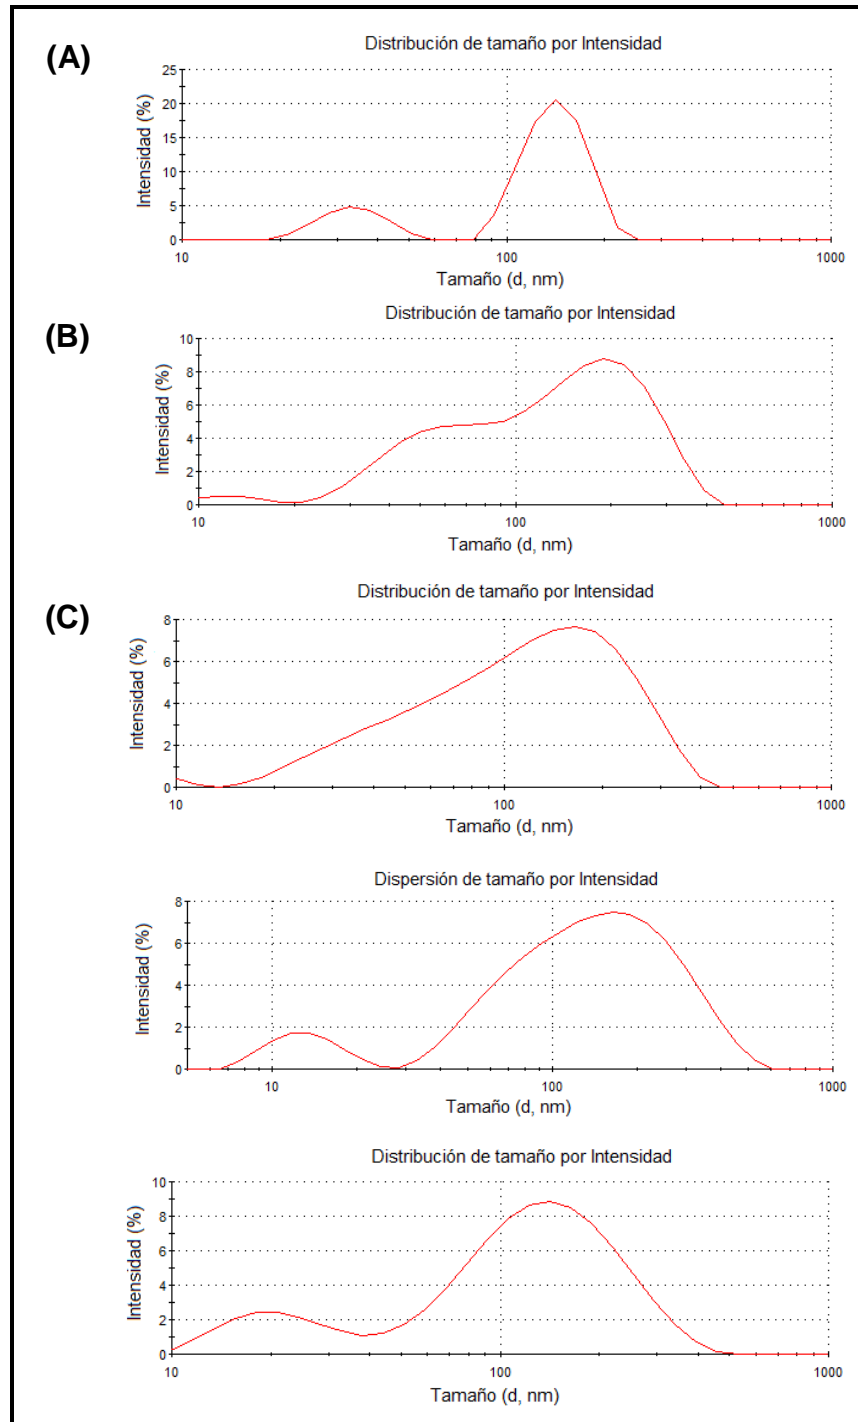 (A)
Distribución de tamaño por Intensidad
25
20
15
10
5
0
Intensidad (%)
10 100 1000
Tamaño (d, nm)
(B)
Distribución de tamaño por Intensidad
10
8
6
4
2
0
Intensidad (%)
10 100 1000
Tamaño (d, nm)
(C)
Distribución de tamaño por Intensidad
8
6
4
2
0
Intensidad (%)
10 100 1000
Tamaño (d, nm)
Dispersión de tamaño por Intensidad
8
6
4
2
0
Intensidad (%)
10 100 1000
Tamaño (d, nm)
Distribución de tamaño por Intensidad
10
8
6
4
2
0
Intensidad (%)
10 100 1000
Tamaño (d, nm)